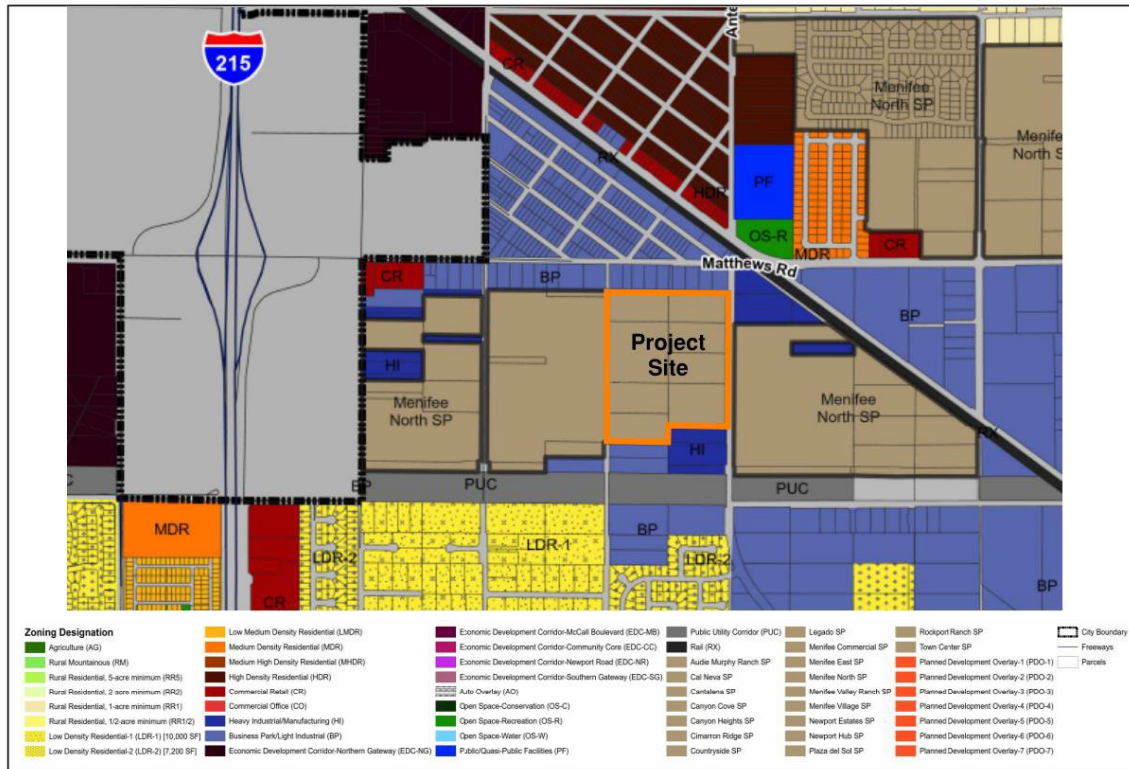 215
CR
Ante
Menifee
North SP
Menifee
North S
RX
PF
HDR
OS-R
MDR
CR
Matthews Rd
CR
BP
BP
Project
Site
HI
Menifee
North SP
Menifee
North SP
HI
RX
C
BP
PUC
PUC
MDR
LDR-2
LDR-1
BP
LDR-2
BP
CR
Zoning Designation
Agriculture (AG)
Rural Mountainous (RM)
Rural Residential, 5-acre minimum (RR5)
Rural Residential, 2 acre minimum (RR2)
Rural Residential, 1-acre minimum (RR1)
Rural Residential, 1/2-acre minimum (RR1/2)
Low Density Residential-1 (LDR-1) [10,000 SF]
Low Density Residential-2 (LDR-2) [7,200 SF]
Low Medium Density Residential (LMDR)
Medium Density Residential (MDR)
Medium High Density Residential (MHDR)
High Density Residential (HDR)
Commercial Retail (CR)
Commercial Office (CO)
Heavy Industrial/Manufacturing (HI)
Business Park/Light Industrial (BP)
Economic Development Corridor-Northern Gateway (EDC-NG)
Economic Development Corridor-McCall Boulevard (EDC-MB)
Economic Development Corridor-Community Core (EDC-CC)
Economic Development Corridor-Newport Road (EDC-NR)
Economic Development Corridor-Southern Gateway (EDC-SG)
Auto Overlay (AO)
Open Space-Conservation (OS-C)
Open Space-Recreation (OS-R)
Open Space-Water (OS-W)
Public/Quasi-Public Facilities (PF)
Public Utility Corridor (PUC)
Rail (RX)
Audie Murphy Ranch SP
Cal Neva SP
Cantalena SP
Canyon Cove SP
Canyon Heights SP
Cimarron Ridge SP
Countryside SP
Legado SP
Menifee Commercial SP
Menifee East SP
Menifee North SP
Menifee Valley Ranch SP
Menifee Village SP
Newport Estates SP
Newport Hub SP
Plaza del Sol SP
Rockport Ranch SP
Town Center SP
Planned Development Overlay-1 (PDO-1)
Planned Development Overlay-2 (PDO-2)
Planned Development Overlay-3 (PDO-3)
Planned Development Overlay-4 (PDO-4)
Planned Development Overlay-5 (PDO-5)
Planned Development Overlay-6 (PDO-6)
Planned Development Overlay-7 (PDO-7)
City Boundary
Freeways
Parcels